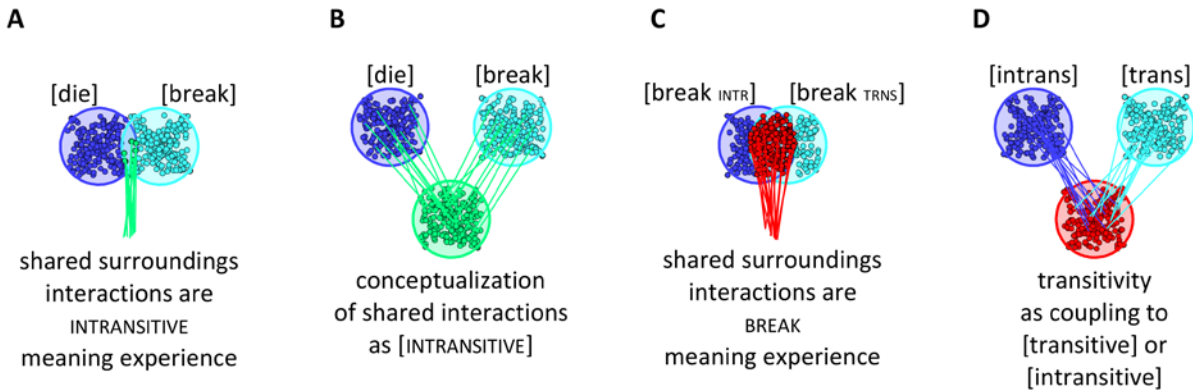 A
[die]
[break]
shared surroundings
interactions are
INTRANSITIVE
meaning experience
B
[die]
[break]
conceptualization
of shared interactions
as [INTRANSITIVE]
C
[break INTR]
[break TRNS]
shared surroundings
interactions are
BREAK
meaning experience
D
[intrans]
[trans]
transitivity
as coupling to
[transitive] or
[intransitive]